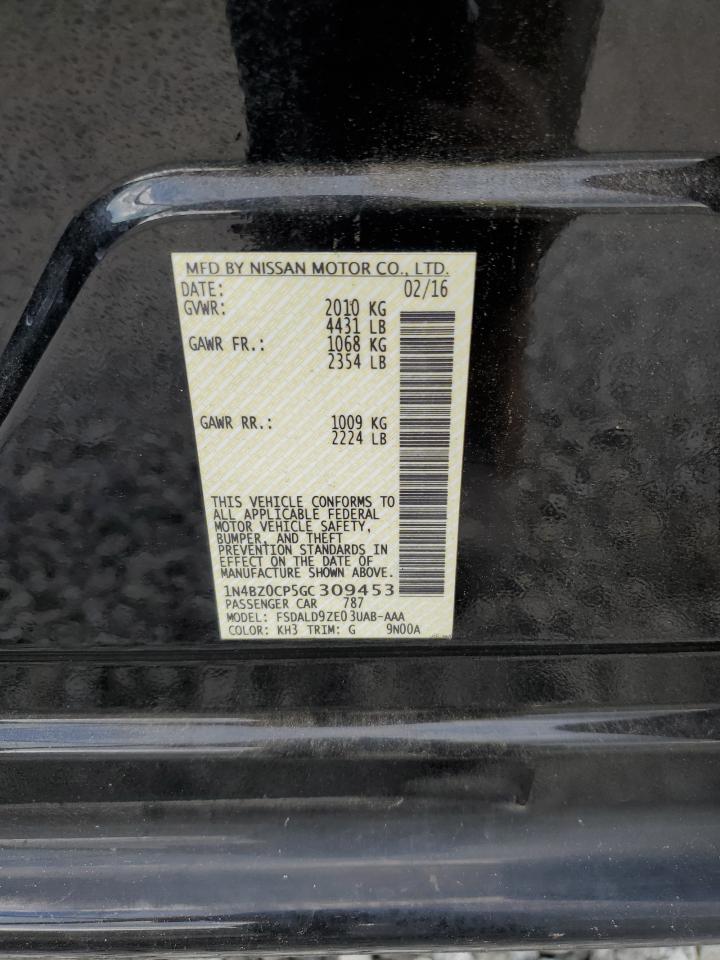 MFD BY NISSAN MOTOR CO., LTD.
DATE: 02/16
GVWR: 2010 KG
4431 LB
GAWR FR.: 1068 KG
2354 LB
GAWR RR.: 1009 KG
2224 LB
THIS VEHICLE CONFORMS TO
ALL APPLICABLE FEDERAL
MOTOR VEHICLE SAFETY,
BUMPER, AND THEFT
PREVENTION STANDARDS IN
EFFECT ON THE DATE OF
MANUFACTURE SHOWN ABOVE.
1N4BZ0CP5GC309453
PASSENGER CAR 787
MODEL: FSDALD9ZE03UAB-AAA
COLOR: KH3 TRIM: G 9N00A